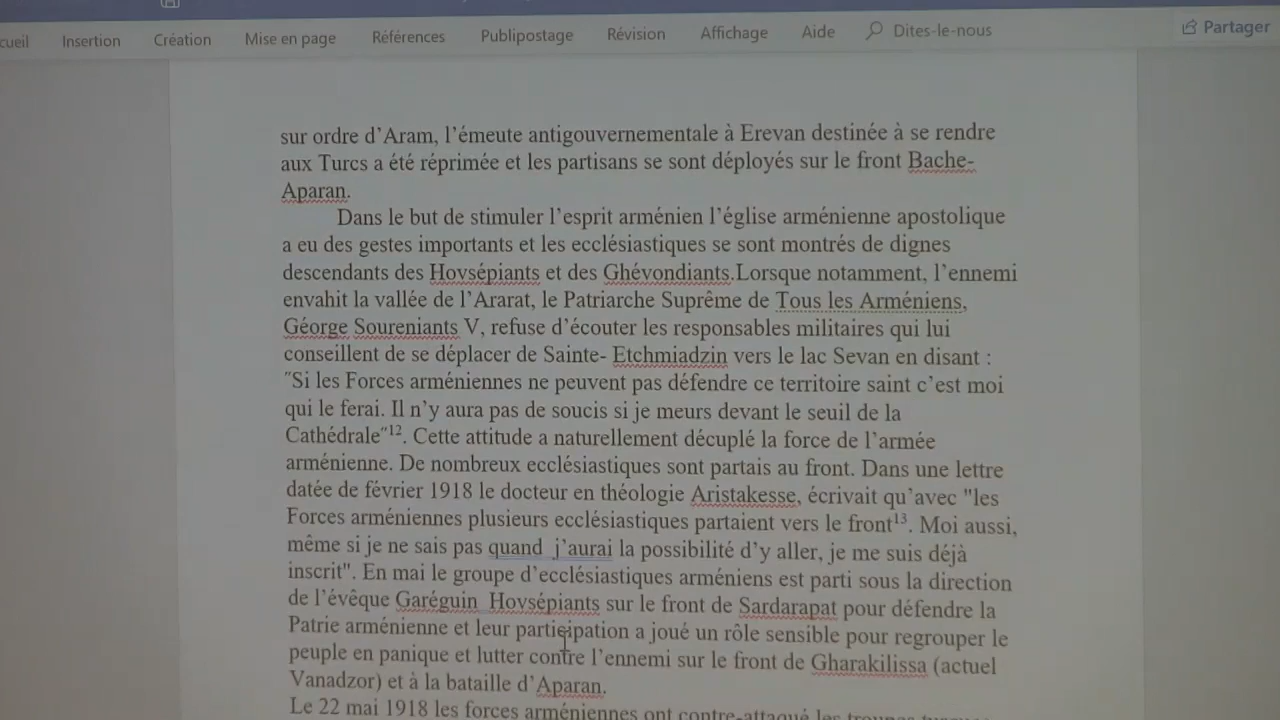 cueil Insertion Création Mise en page Références Publipostage Révision Affichage Aide Dites-le-nous Partager
sur ordre d’Aram, l’émeute antigouvernementale à Erevan destinée à se rendre
aux Turcs a été réprimée et les partisans se sont déployés sur le front Bache-
Aparan.
Dans le but de stimuler l’esprit arménien l’église arménienne apostolique
a eu des gestes importants et les ecclésiastiques se sont montrés de dignes
descendants des Hovsépiants et des Ghévondiants.Lorsque notamment, l’ennemi
envahit la vallée de l’Ararat, le Patriarche Suprême de Tous les Arméniens,
Géorge Soureniants V, refuse d’écouter les responsables militaires qui lui
conseillent de se déplacer de Sainte- Etchmiadzin vers le lac Sevan en disant :
"Si les Forces arméniennes ne peuvent pas défendre ce territoire saint c’est moi
qui le ferai. Il n’y aura pas de soucis si je meurs devant le seuil de la
Cathédrale"¹². Cette attitude a naturellement décuplé la force de l’armée
arménienne. De nombreux ecclésiastiques sont partais au front. Dans une lettre
datée de février 1918 le docteur en théologie Aristakesse, écrivait qu’avec "les
Forces arméniennes plusieurs ecclésiastiques partaient vers le front¹³. Moi aussi,
même si je ne sais pas quand j’aurai la possibilité d’y aller, je me suis déjà
inscrit". En mai le groupe d’ecclésiastiques arméniens est parti sous la direction
de l’évêque Garéguin Hovsépiants sur le front de Sardarapat pour défendre la
Patrie arménienne et leur participation a joué un rôle sensible pour regrouper le
peuple en panique et lutter contre l’ennemi sur le front de Gharakilissa (actuel
Vanadzor) et à la bataille d’Aparan.
Le 22 mai 1918 les forces arméniennes ont contre-attaqué les troupes turques